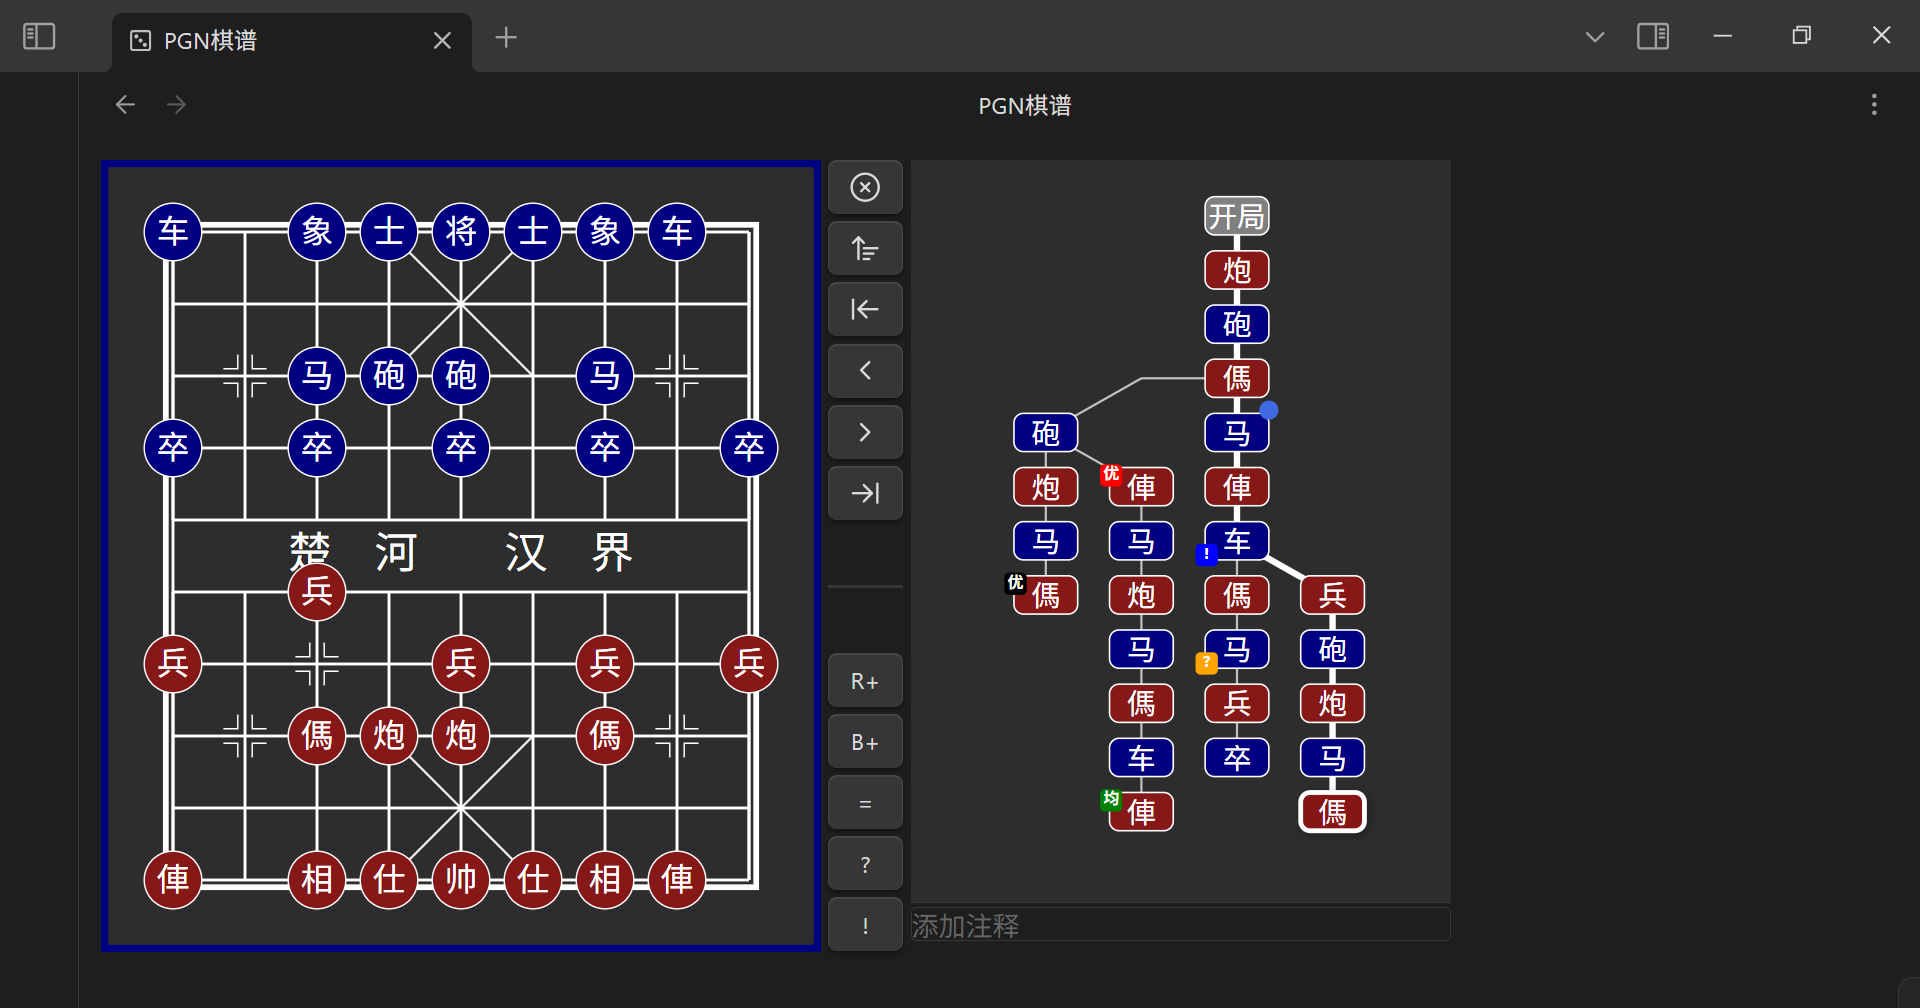 PGN棋谱
PGN棋谱
车 象 士 将 士 象 车
马 砲 砲 马
卒 卒 卒 卒 卒
楚 河 汉 界
兵
兵 兵 兵 兵
傌 炮 炮 傌
俥 相 仕 帅 仕 相 俥
R+
B+
=
?
!
开局
炮
砲
傌
砲 马
炮 优 俥 俥
马 马 ! 车
优 傌 炮 傌 兵
马 ? 马 砲
傌 兵 炮
车 卒 马
均 俥 傌
添加注释